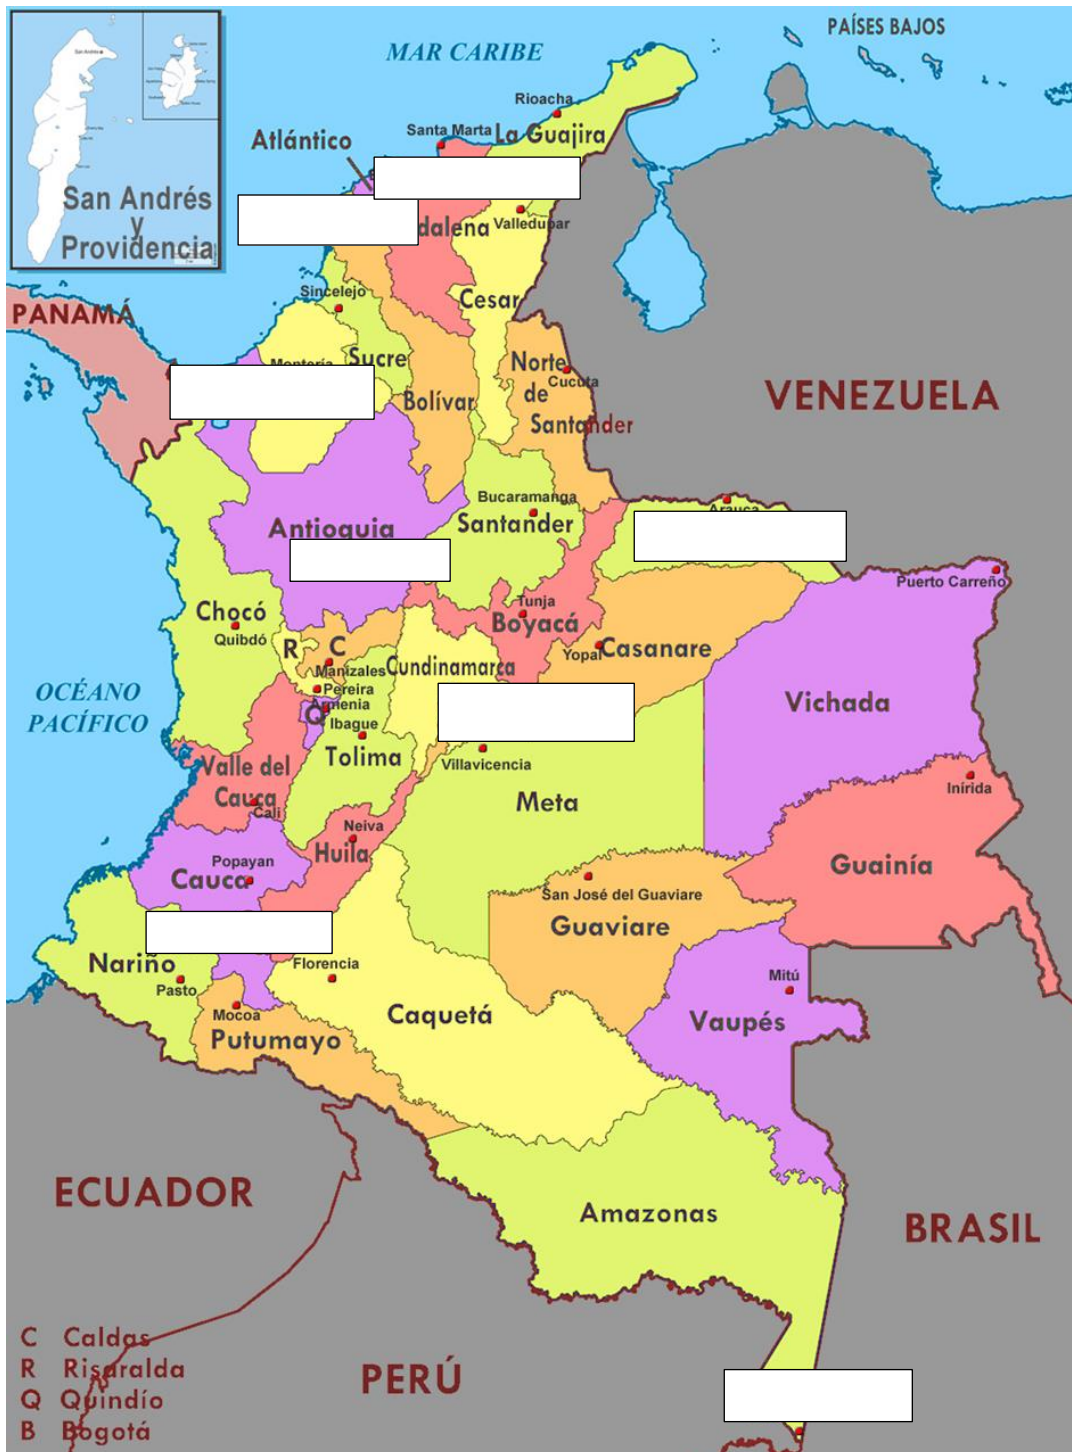 PAÍSES BAJOS
MAR CARIBE
San Andrés
y
Providencia
Rioacha
Santa Marta
La Guajira
Atlántico
dalena
Valledupar
Sincelejo
Cesar
PANAMÁ
Montería
Sucre
Norte
de
Santander
Cucuta
Bolívar
VENEZUELA
Bucaramanga
Santander
Antioquia
Arauca
Puerto Carreño
Chocó
Quibdó
Tunja
Boyacá
Yopal
Casanare
R
C
Manizales
Cundinamarca
Pereira
Armenia
Q
Ibague
OCÉANO
PACÍFICO
Vichada
Tolima
Villavicencia
Valle del
Cauca
Cali
Meta
Inírida
Neiva
Huila
Popayan
Cauca
Guainía
San José del Guaviare
Guaviare
Nariño
Pasto
Florencia
Mitú
Mocoa
Putumayo
Caquetá
Vaupés
ECUADOR
Amazonas
BRASIL
PERÚ
C Caldas
R Risaralda
Q Quindío
B Bogotá